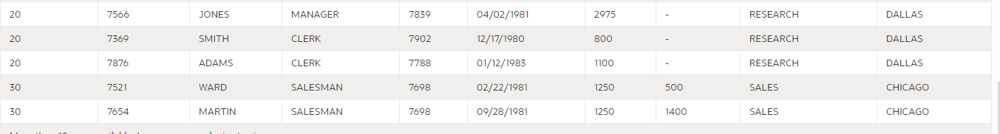 20 7566 JONES MANAGER 7839 04/02/1981 2975 - RESEARCH DALLAS
20 7369 SMITH CLERK 7902 12/17/1980 800 - RESEARCH DALLAS
20 7876 ADAMS CLERK 7788 01/12/1983 1100 - RESEARCH DALLAS
30 7521 WARD SALESMAN 7698 02/22/1981 1250 500 SALES CHICAGO
30 7654 MARTIN SALESMAN 7698 09/28/1981 1250 1400 SALES CHICAGO